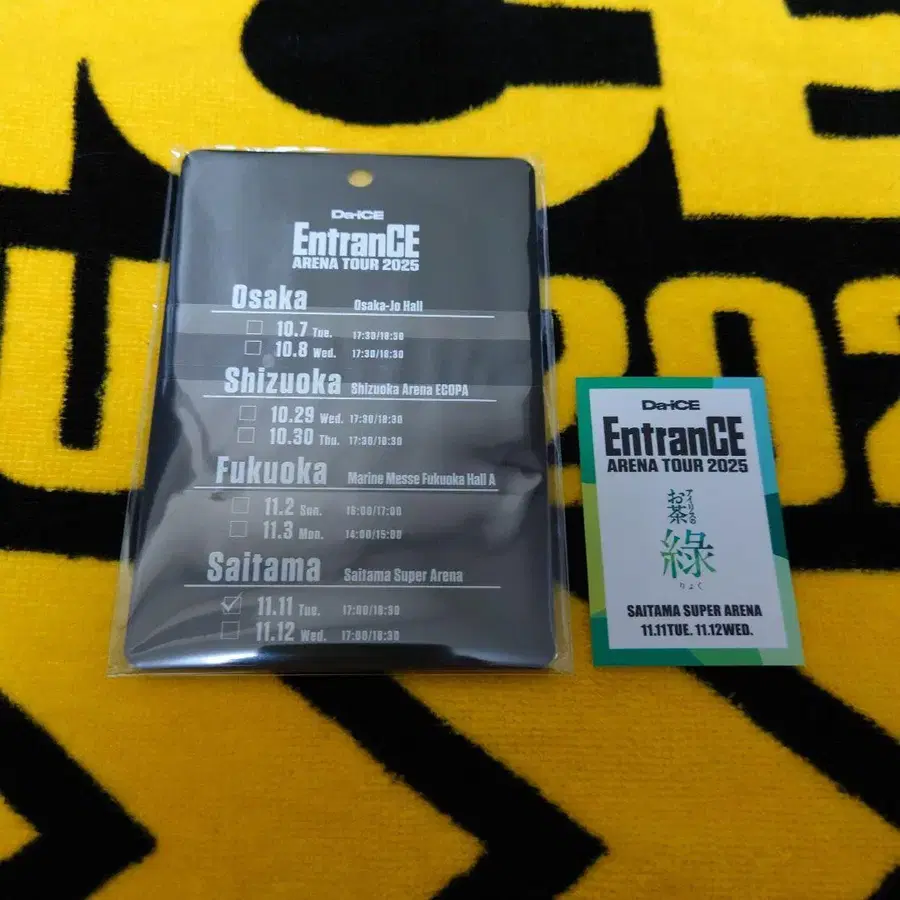 Da-iCE
EntranCE
ARENA TOUR 2025
Osaka Osaka-Jo Hall
10.7 Tue. 17:30/18:30
10.8 Wed. 17:30/18:30
Shizuoka Shizuoka Arena ECOPA
10.29 Wed. 17:30/18:30
10.30 Thu. 17:30/18:30
Fukuoka Marine Messe Fukuoka Hall A
11.2 Sun. 16:00/17:00
11.3 Mon. 14:00/15:00
Saitama Saitama Super Arena
11.11 Tue. 17:00/18:30
11.12 Wed. 17:00/18:30
Da-iCE
EntranCE
ARENA TOUR 2025
アイリスの
お茶
綠
りょく
SAITAMA SUPER ARENA
11.11TUE. 11.12WED.